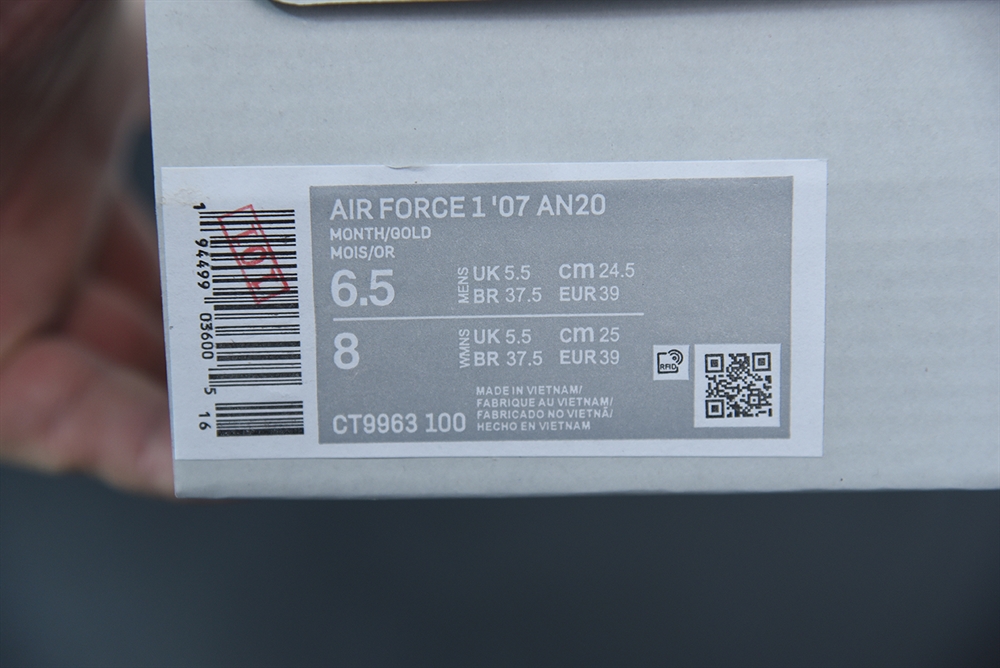 AIR FORCE 1 '07 AN20
MONTH/GOLD
MOIS/OR
6.5
MENS
UK 5.5 cm 24.5
BR 37.5 EUR 39
8
WMNS
UK 5.5 cm 25
BR 37.5 EUR 39
RFID
MADE IN VIETNAM/
FABRIQUE AU VIETNAM/
FABRICADO NO VIETNÃ/
HECHO EN VIETNAM
CT9963 100
1 94499 03600 5 16